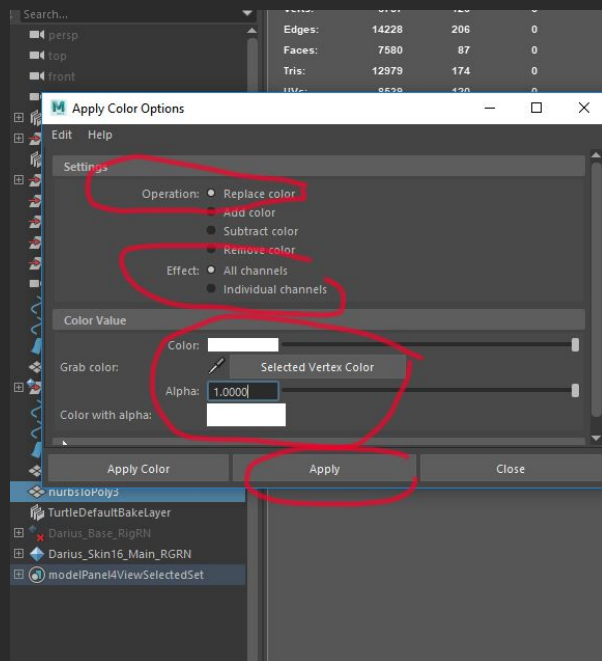 Search...
persp
top
front
Edges: 14228 206 0
Faces: 7580 87 0
Tris: 12979 174 0
Apply Color Options
Edit Help
Settings
Operation: Replace color
Add color
Subtract color
Remove color
Effect: All channels
Individual channels
Color Value
Color:
Grab color: Selected Vertex Color
Alpha: 1.0000
Color with alpha:
Apply Color Apply Close
nurbsToPoly3
TurtleDefaultBakeLayer
Darius_Base_RigRN
Darius_Skin16_Main_RGRN
modelPanel4ViewSelectedSet